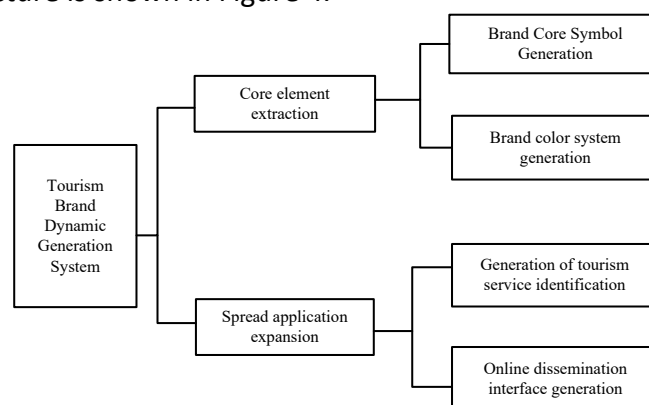 cture is shown in Figure 4.
Brand Core Symbol
Generation
Core element
extraction
Brand color system
generation
Tourism
Brand
Dynamic
Generation
System
Generation of tourism
service identification
Spread application
expansion
Online dissemination
interface generation